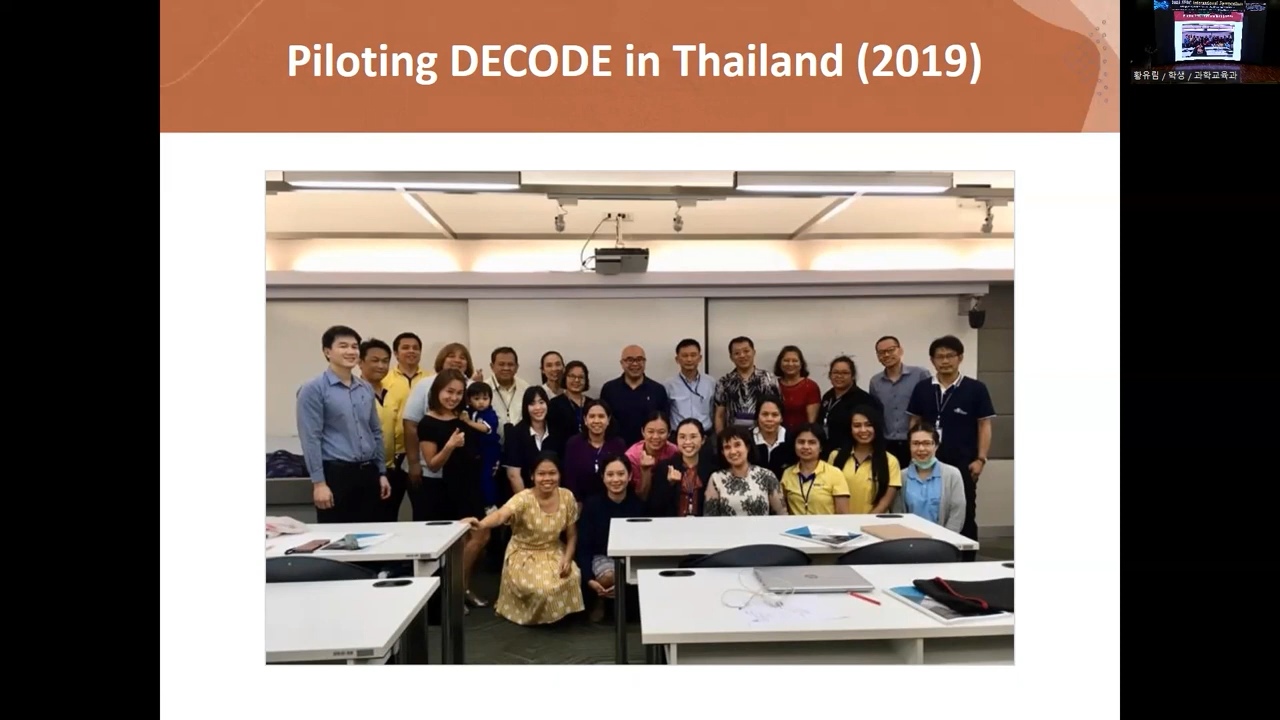 Piloting DECODE in Thailand (2019)
황유림 / 학생 / 과학교육과